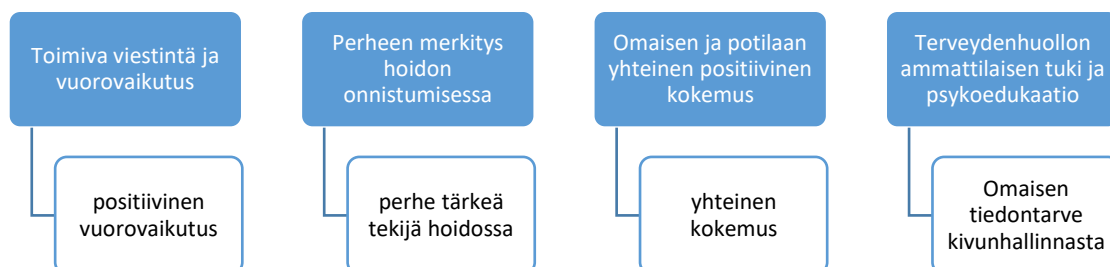 Toimiva viestintä ja
vuorovaikutus
Perheen merkitys
hoidon
onnistumisessa
Omaisen ja potilaan
yhteinen positiivinen
kokemus
Terveydenhuollon
ammattilaisen tuki ja
psykoedukaatio
positiivinen
vuorovaikutus
perhe tärkeä
tekijä hoidossa
yhteinen
kokemus
Omaisen
tiedontarve
kivunhallinnasta